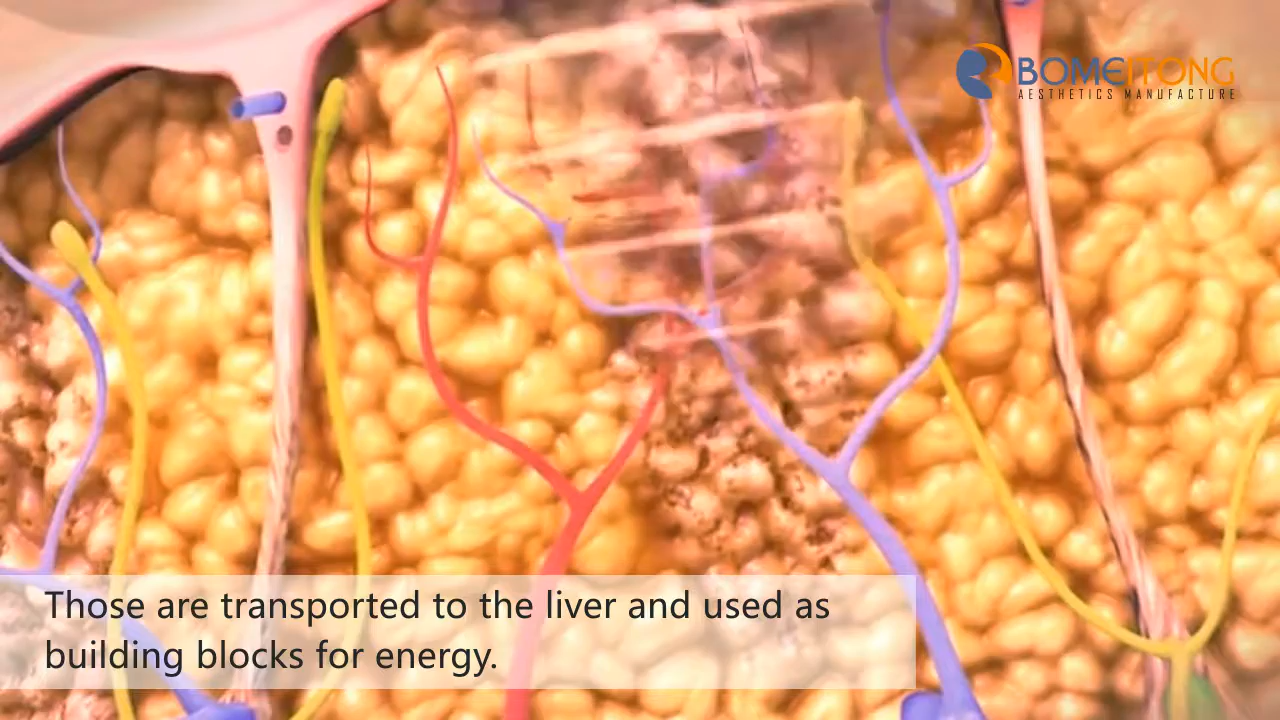 BOMEITONG
AESTHETICS MANUFACTURE
Those are transported to the liver and used as
building blocks for energy.